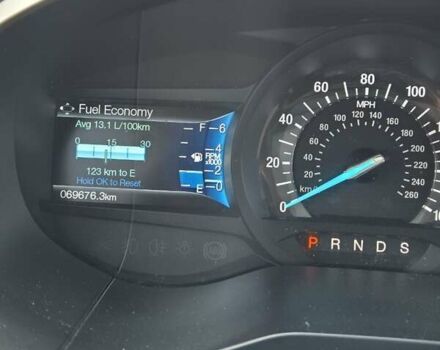 Fuel Economy
Avg 13.1 L/100km
0 15 30
123 km to E
Hold OK to Reset
069676.3km
F 6
4
RPM
x1000
2
E 0
0 20 40 60 80 100
MPH
20 40 60 80 100 120 140 160 180 200 220 240 260
km/h
P R N D S